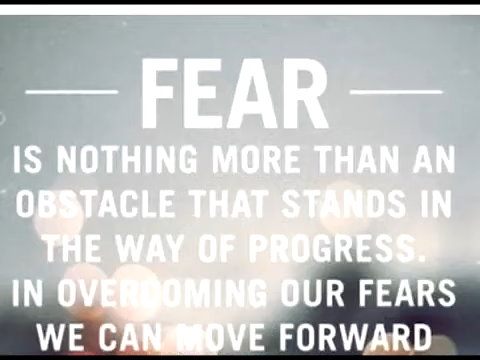 FEAR
IS NOTHING MORE THAN AN
OBSTACLE THAT STANDS IN
THE WAY OF PROGRESS.
IN OVERCOMING OUR FEARS
WE CAN MOVE FORWARD